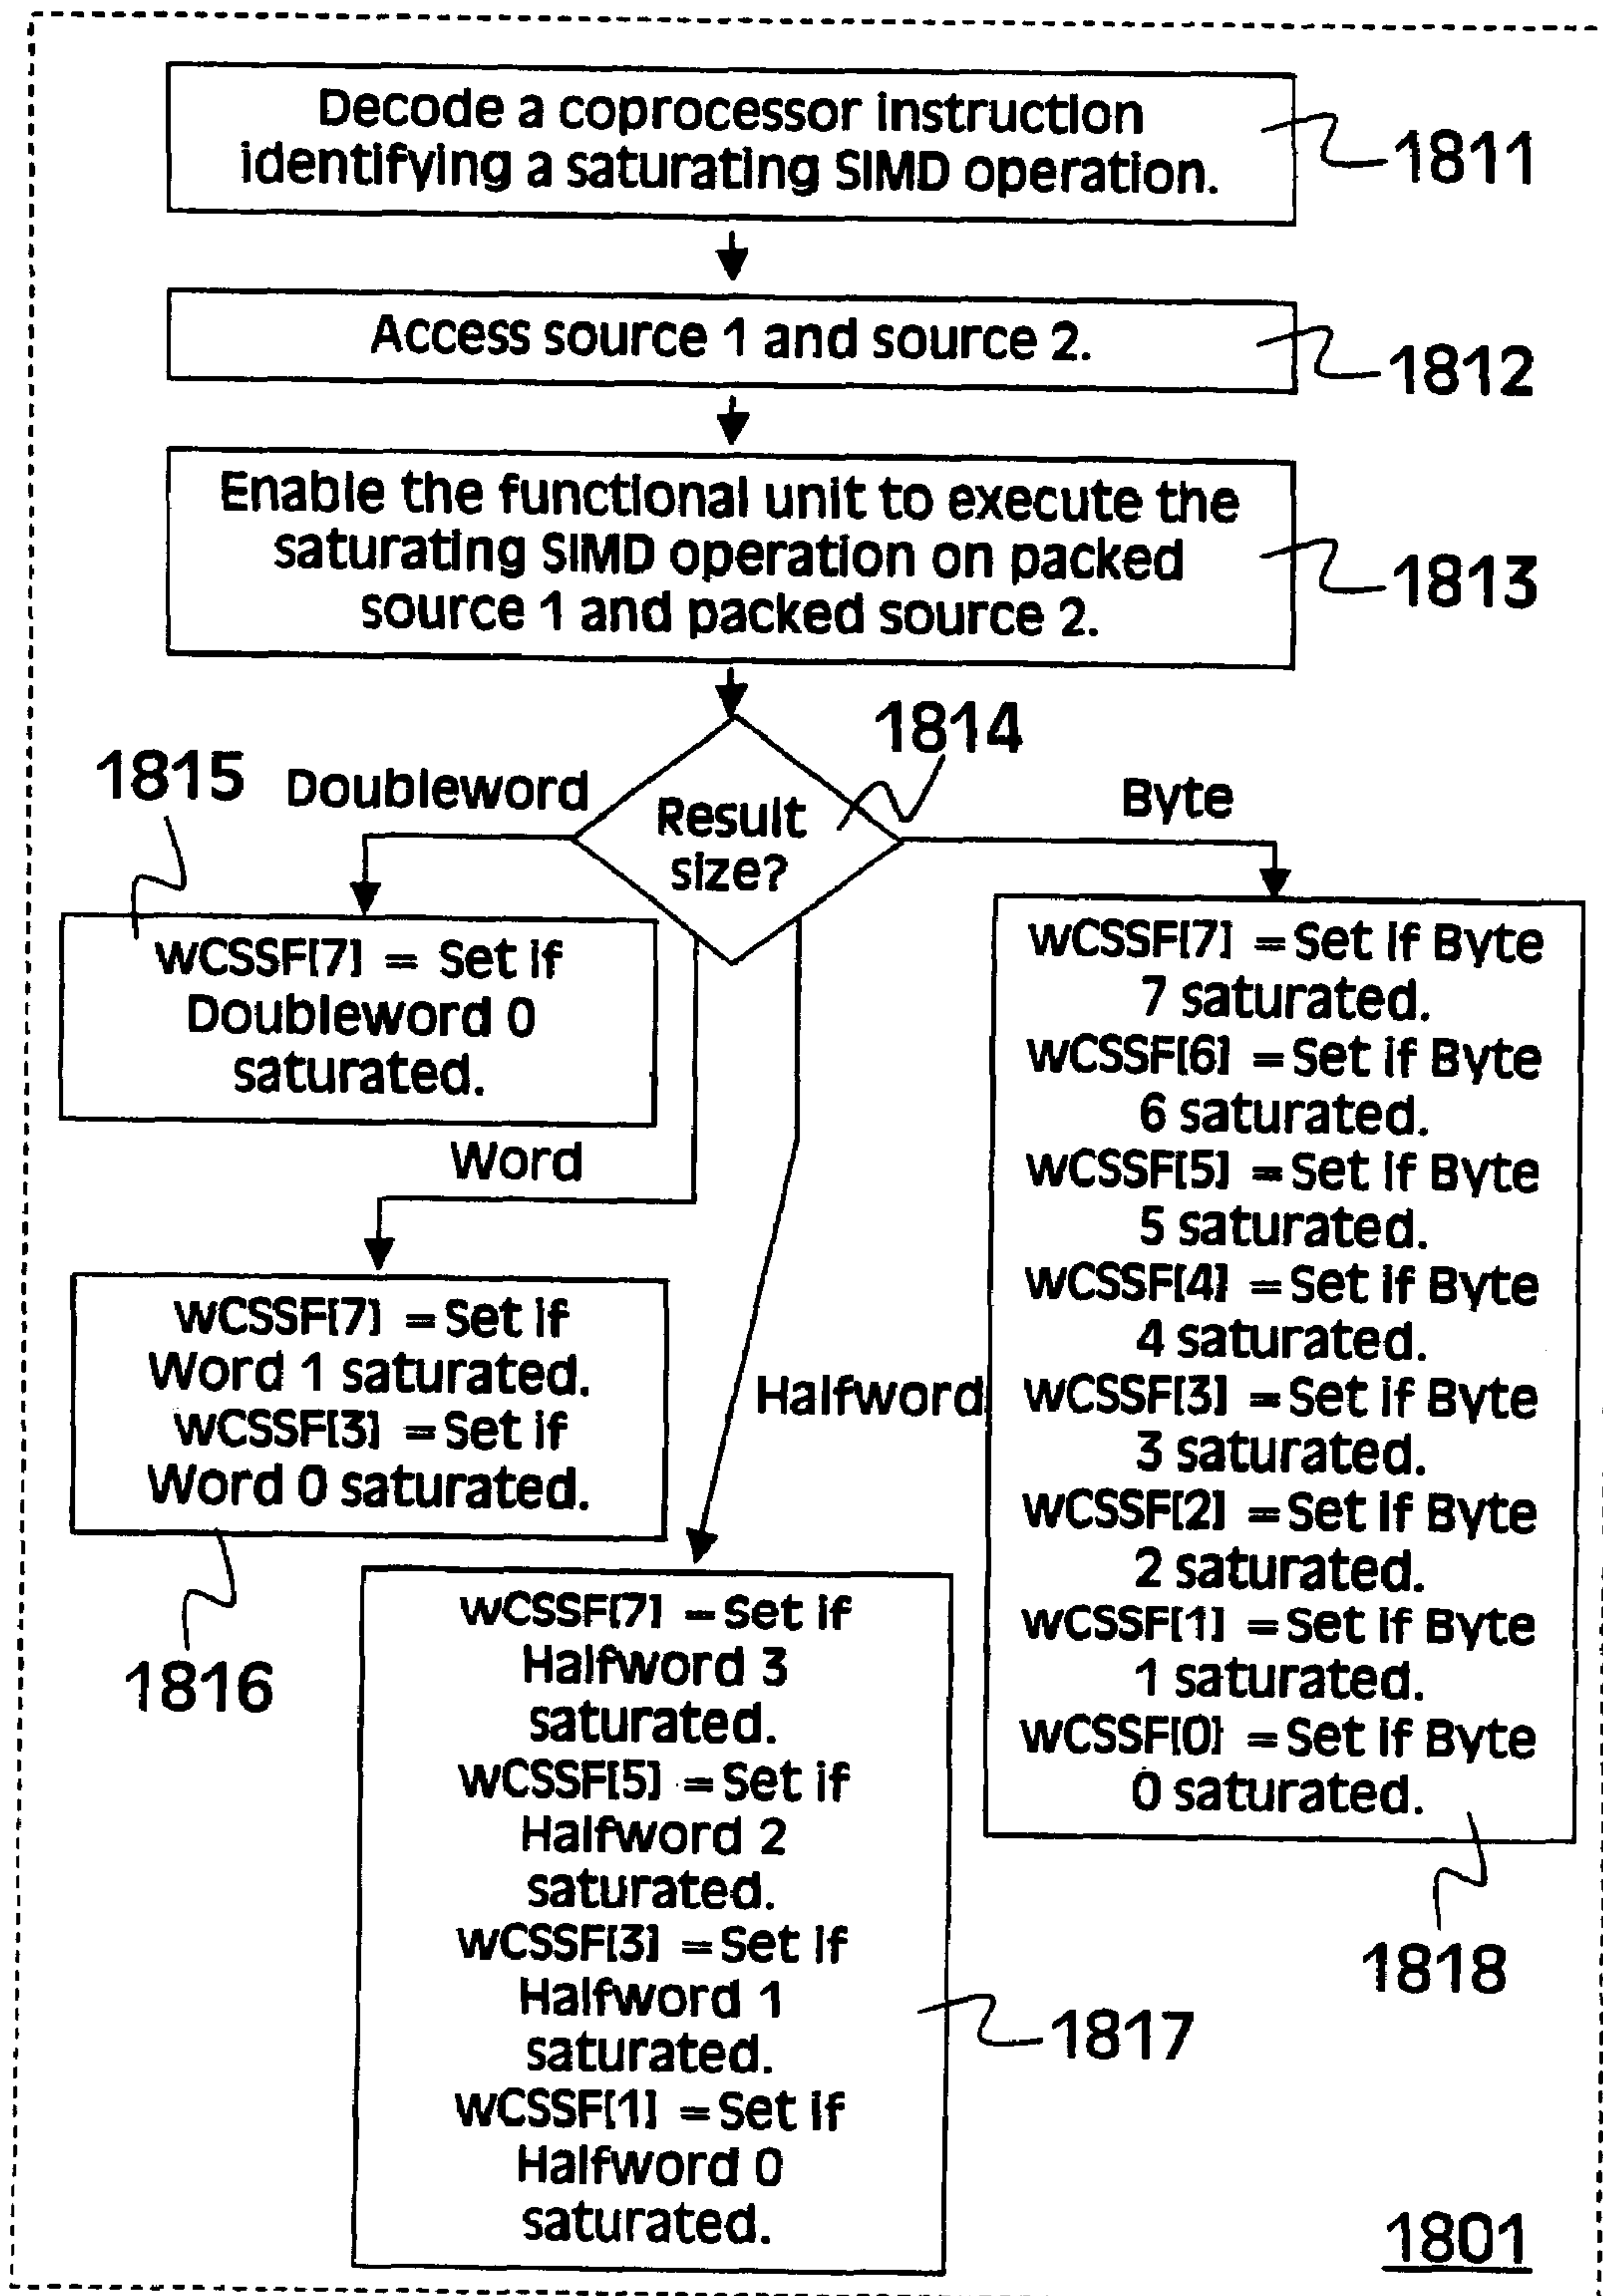 Decode a coprocessor instruction
identifying a saturating SIMD operation.
1811
Access source 1 and source 2.
1812
Enable the functional unit to execute the
saturating SIMD operation on packed
source 1 and packed source 2.
1813
1814
Result
size?
1815
Doubleword
Byte
wCSSF[7] = Set if
Doubleword 0
saturated.
Word
wCSSF[7] = Set if
Word 1 saturated.
wCSSF[3] = Set if
Word 0 saturated.
1816
Halfword
wCSSF[7] = Set if
Halfword 3
saturated.
wCSSF[5] = Set if
Halfword 2
saturated.
wCSSF[3] = Set if
Halfword 1
saturated.
wCSSF[1] = Set if
Halfword 0
saturated.
1817
wCSSF[7] = Set if Byte
7 saturated.
wCSSF[6] = Set if Byte
6 saturated.
wCSSF[5] = Set if Byte
5 saturated.
wCSSF[4] = Set if Byte
4 saturated.
wCSSF[3] = Set if Byte
3 saturated.
wCSSF[2] = Set if Byte
2 saturated.
wCSSF[1] = Set if Byte
1 saturated.
wCSSF[0] = Set if Byte
0 saturated.
1818
1801